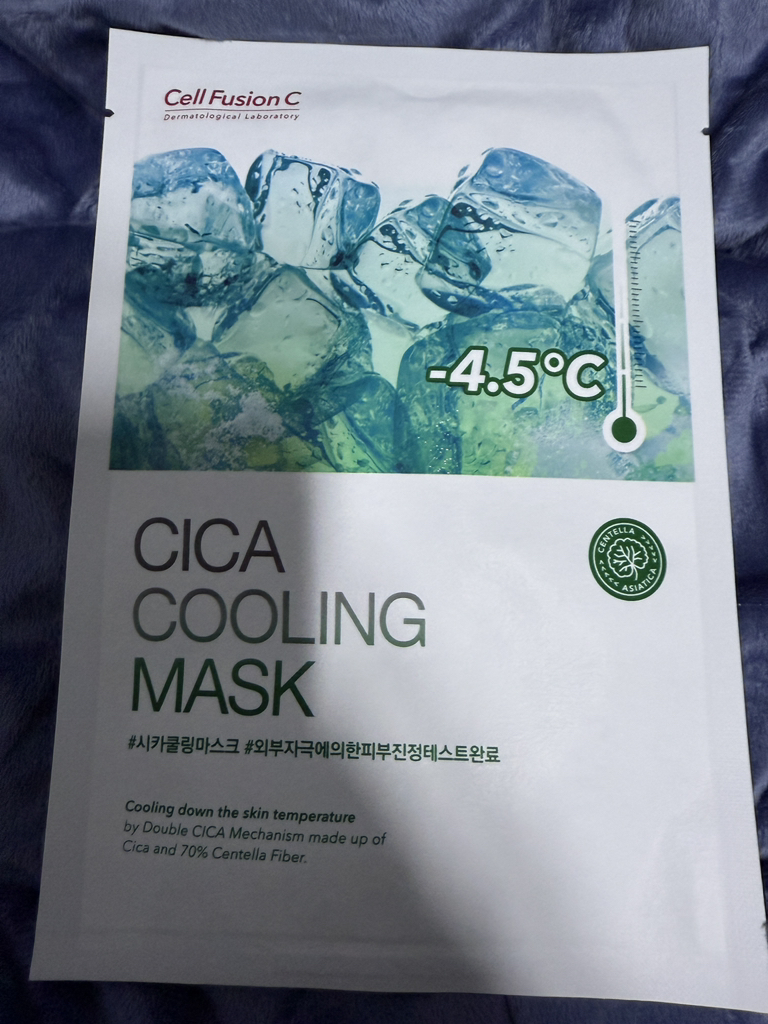 Cell Fusion C
Dermatological Laboratory
-4.5°C
CENTELLA
ASIATICA
CICA
COOLING
MASK
#시카쿨링마스크 #외부자극에의한피부진정테스트완료
Cooling down the skin temperature
by Double CICA Mechanism made up of
Cica and 70% Centella Fiber.